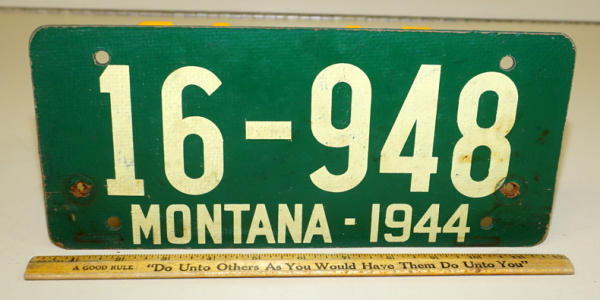 16-948
MONTANA - 1944
A GOOD RULE "Do Unto Others As You Would Have Them Do Unto You"